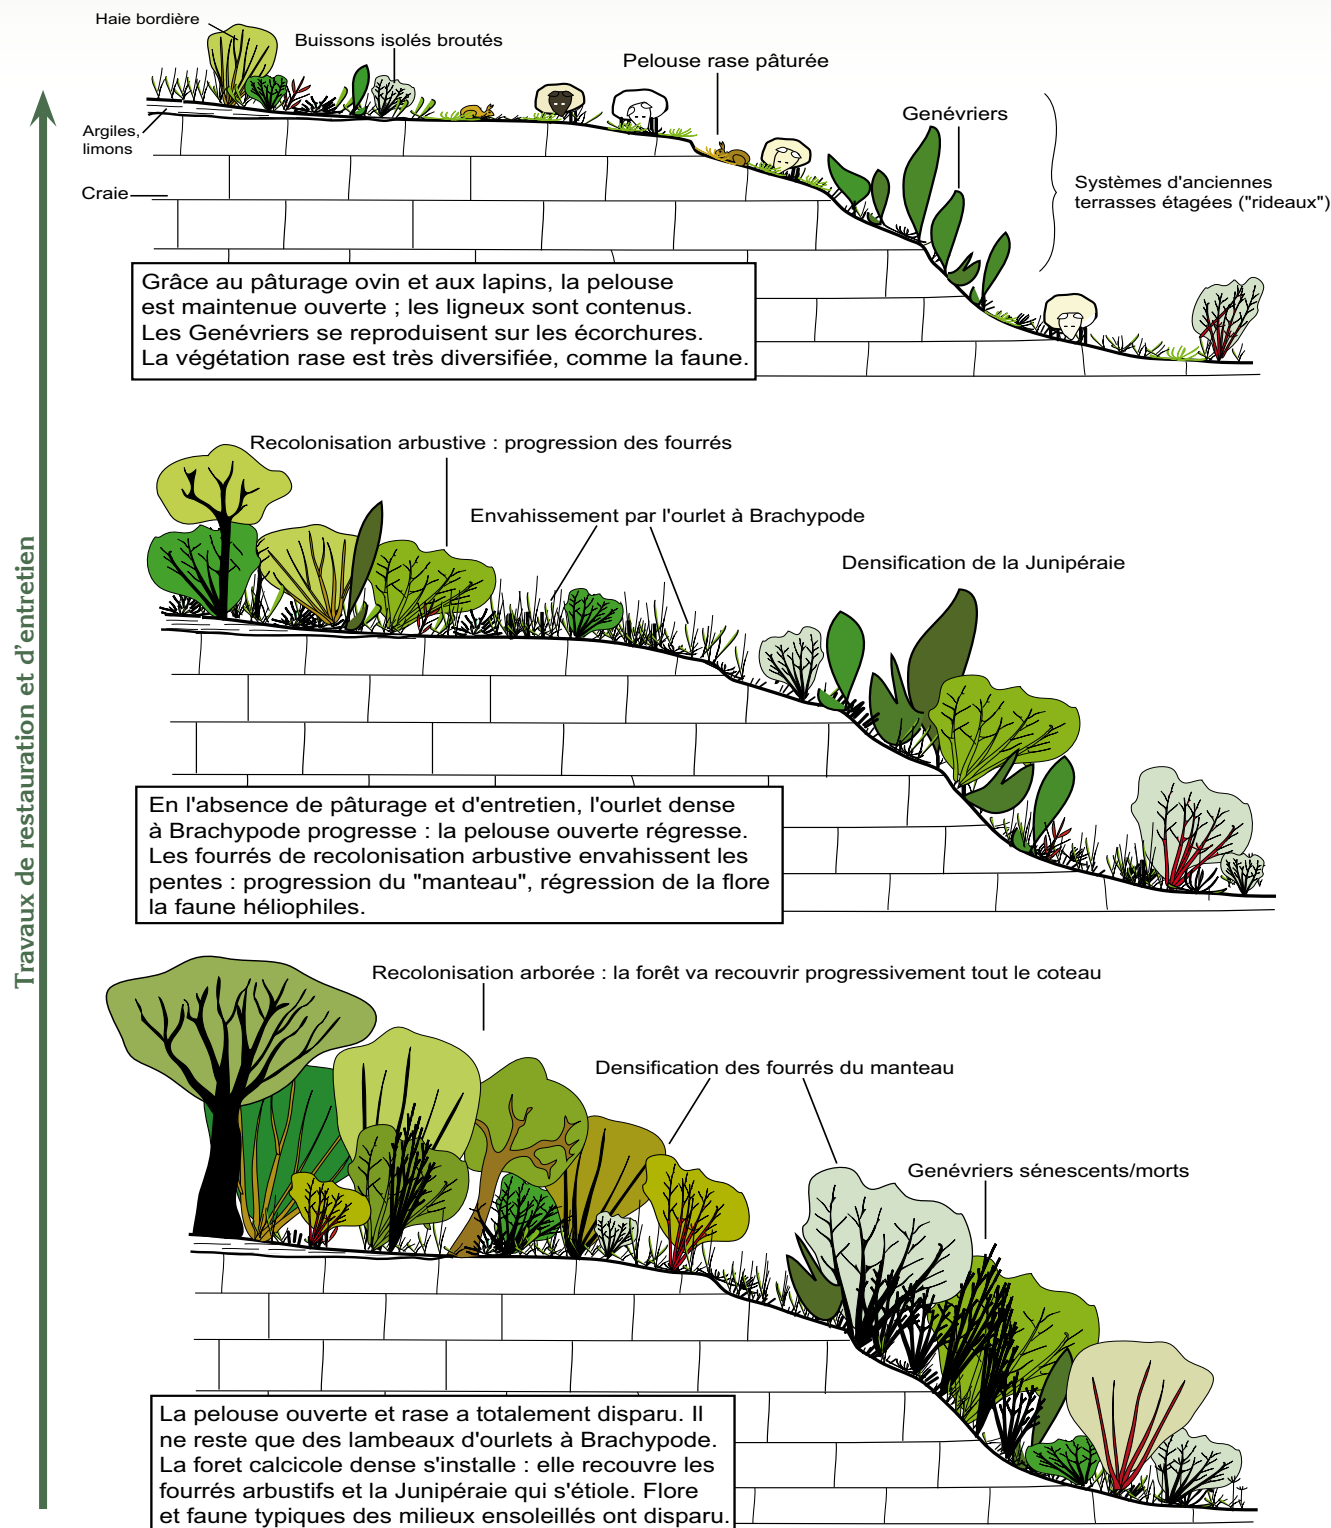 Haie bordière
Buissons isolés broutés
Pelouse rase pâturée
Genévriers
Argiles,
limons
Craie
Systèmes d'anciennes
terrasses étagées ("rideaux")
Grâce au pâturage ovin et aux lapins, la pelouse
est maintenue ouverte ; les ligneux sont contenus.
Les Genévriers se reproduisent sur les écorchures.
La végétation rase est très diversifiée, comme la faune.
Recolonisation arbustive : progression des fourrés
Envahissement par l'ourlet à Brachypode
Densification de la Junipéraie
En l'absence de pâturage et d'entretien, l'ourlet dense
à Brachypode progresse : la pelouse ouverte régresse.
Les fourrés de recolonisation arbustive envahissent les
pentes : progression du "manteau", régression de la flore
la faune héliophiles.
Travaux de restauration et d'entretien
Recolonisation arborée : la forêt va recouvrir progressivement tout le coteau
Densification des fourrés du manteau
Genévriers sénescents/morts
La pelouse ouverte et rase a totalement disparu. Il
ne reste que des lambeaux d'ourlets à Brachypode.
La foret calcicole dense s'installe : elle recouvre les
fourrés arbustifs et la Junipéraie qui s'étiole. Flore
et faune typiques des milieux ensoleillés ont disparu.